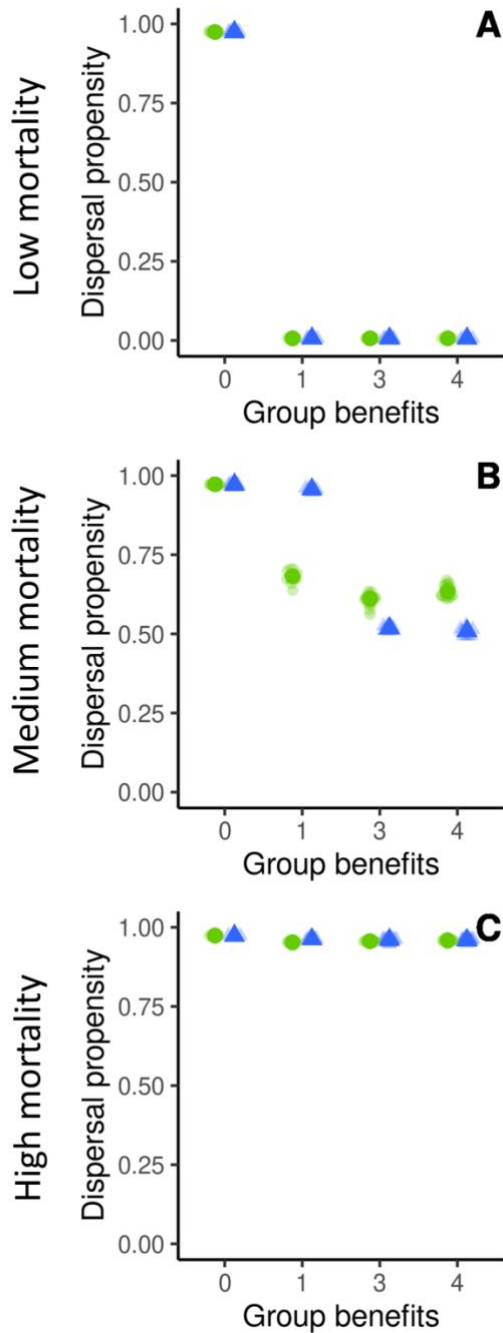 A
Low mortality
Dispersal propensity
1.00
0.75
0.50
0.25
0.00
0 1 3 4
Group benefits
B
Medium mortality
Dispersal propensity
1.00
0.75
0.50
0.25
0.00
0 1 3 4
Group benefits
C
High mortality
Dispersal propensity
1.00
0.75
0.50
0.25
0.00
0 1 3 4
Group benefits